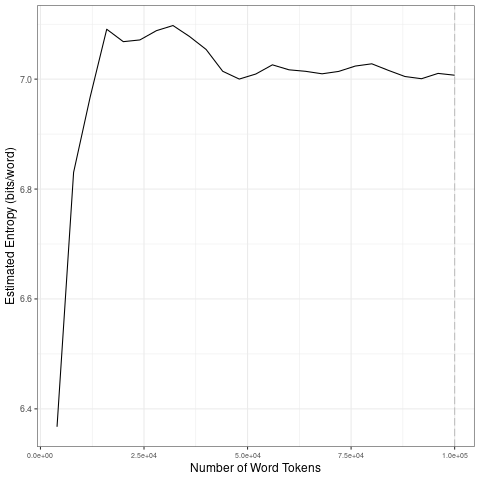 Estimated Entropy (bits/word)
7.0
6.8
6.6
6.4
0.0e+00 2.5e+04 5.0e+04 7.5e+04 1.0e+05
Number of Word Tokens